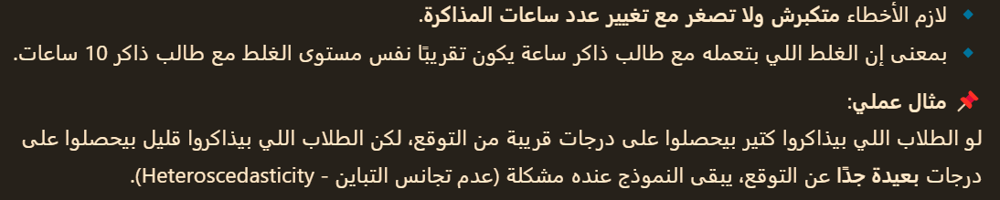 🔹 لازم الأخطاء متكبرش ولا تصغر مع تغيير عدد ساعات المذاكرة.
🔹 بمعنى إن الغلط اللي بتعمله مع طالب ذاكر ساعة يكون تقريبًا نفس مستوى الغلط مع طالب ذاكر 10 ساعات.
📌 مثال عملي:
لو الطلاب اللي بيذاكروا كتير بيحصلوا على درجات قريبة من التوقع، لكن الطلاب اللي بيذاكروا قليل بيحصلوا على
درجات بعيدة جدًا عن التوقع، يبقى النموذج عنده مشكلة (عدم تجانس التباين - Heteroscedasticity).